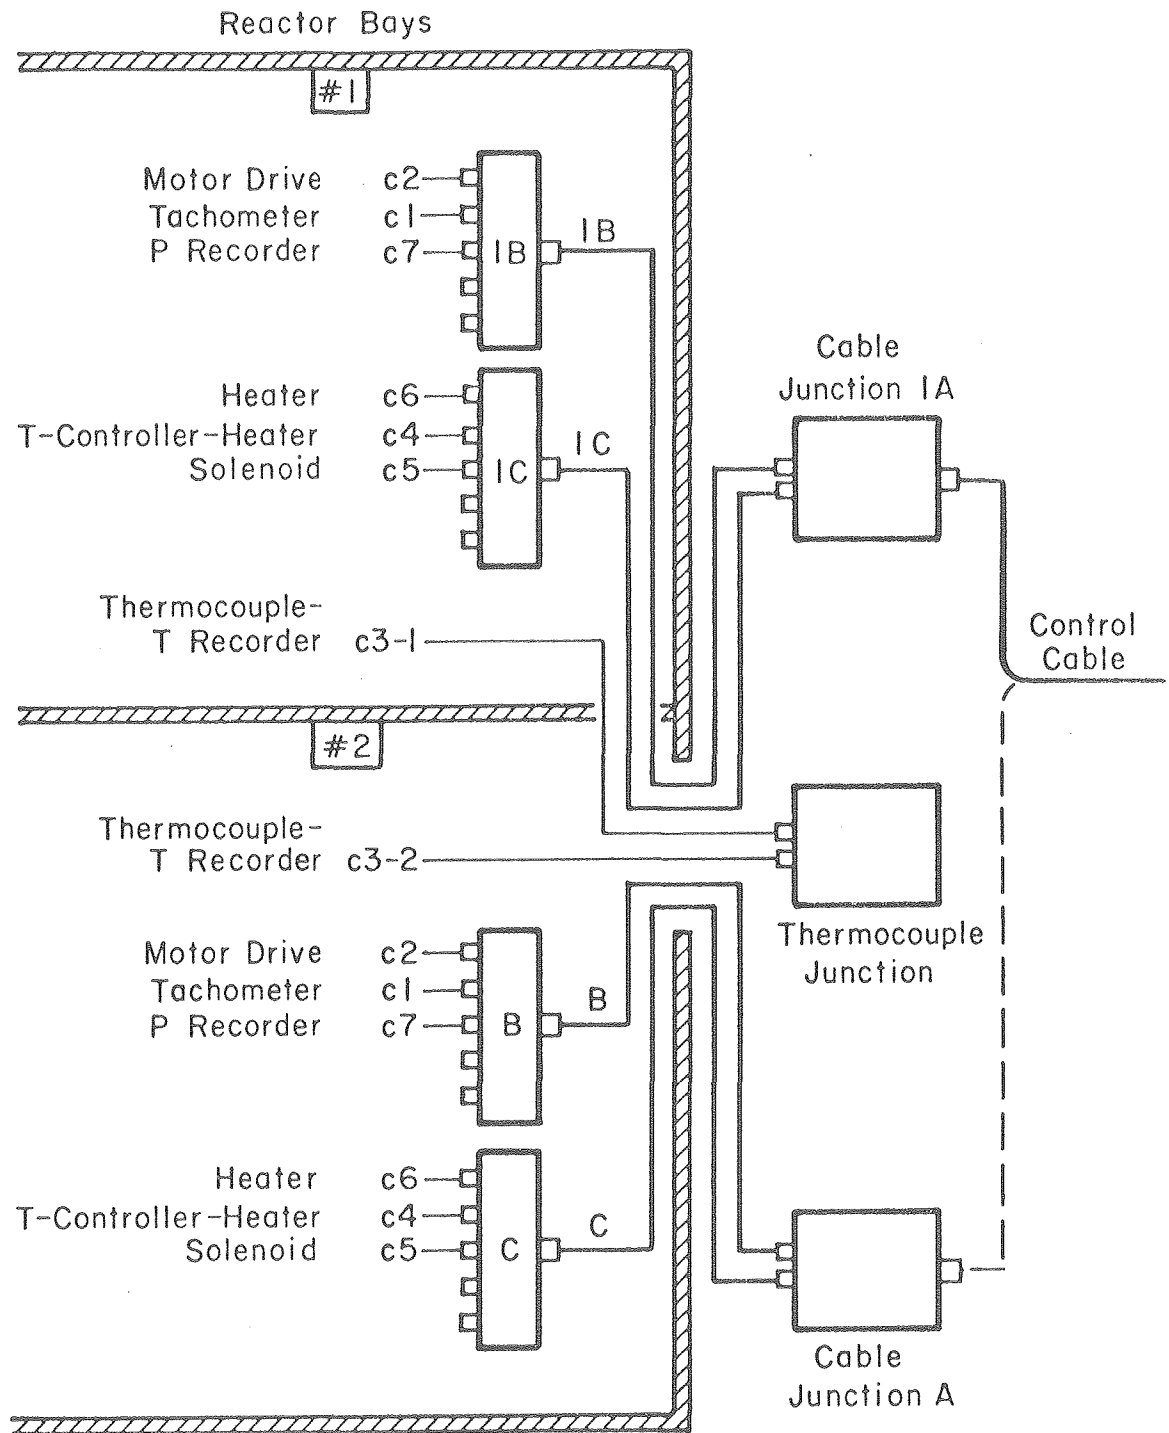 Reactor Bays
#1
Motor Drive c2
Tachometer c1
P Recorder c7
1B
1B
Heater c6
T-Controller-Heater c4
Solenoid c5
1C
1C
Cable
Junction 1A
Thermocouple-
T Recorder c3-1
Control
Cable
#2
Thermocouple-
T Recorder c3-2
Thermocouple
Junction
Motor Drive c2
Tachometer c1
P Recorder c7
B
B
Heater c6
T-Controller-Heater c4
Solenoid c5
C
C
Cable
Junction A